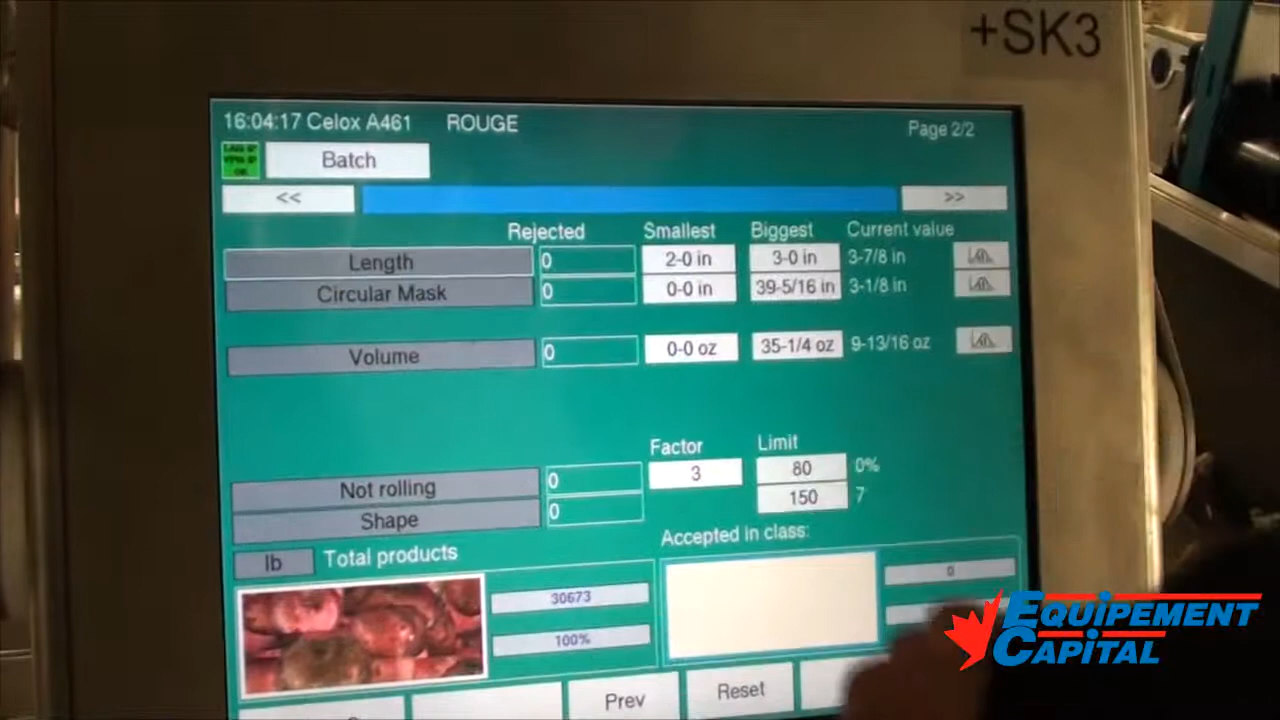 +SK3
16:04:17 Celox A461 ROUGE Page 2/2
Batch
<< >>
Rejected Smallest Biggest Current value
Length 0 2-0 in 3-0 in 3-7/8 in
Circular Mask 0 0-0 in 39-5/16 in 3-1/8 in
Volume 0 0-0 oz 35-1/4 oz 9-13/16 oz
Factor Limit
Not rolling 0 3 80 0%
Shape 0 150 7
lb Total products Accepted in class:
30673 0
100%
Prev Reset
EQUIPEMENT
CAPITAL